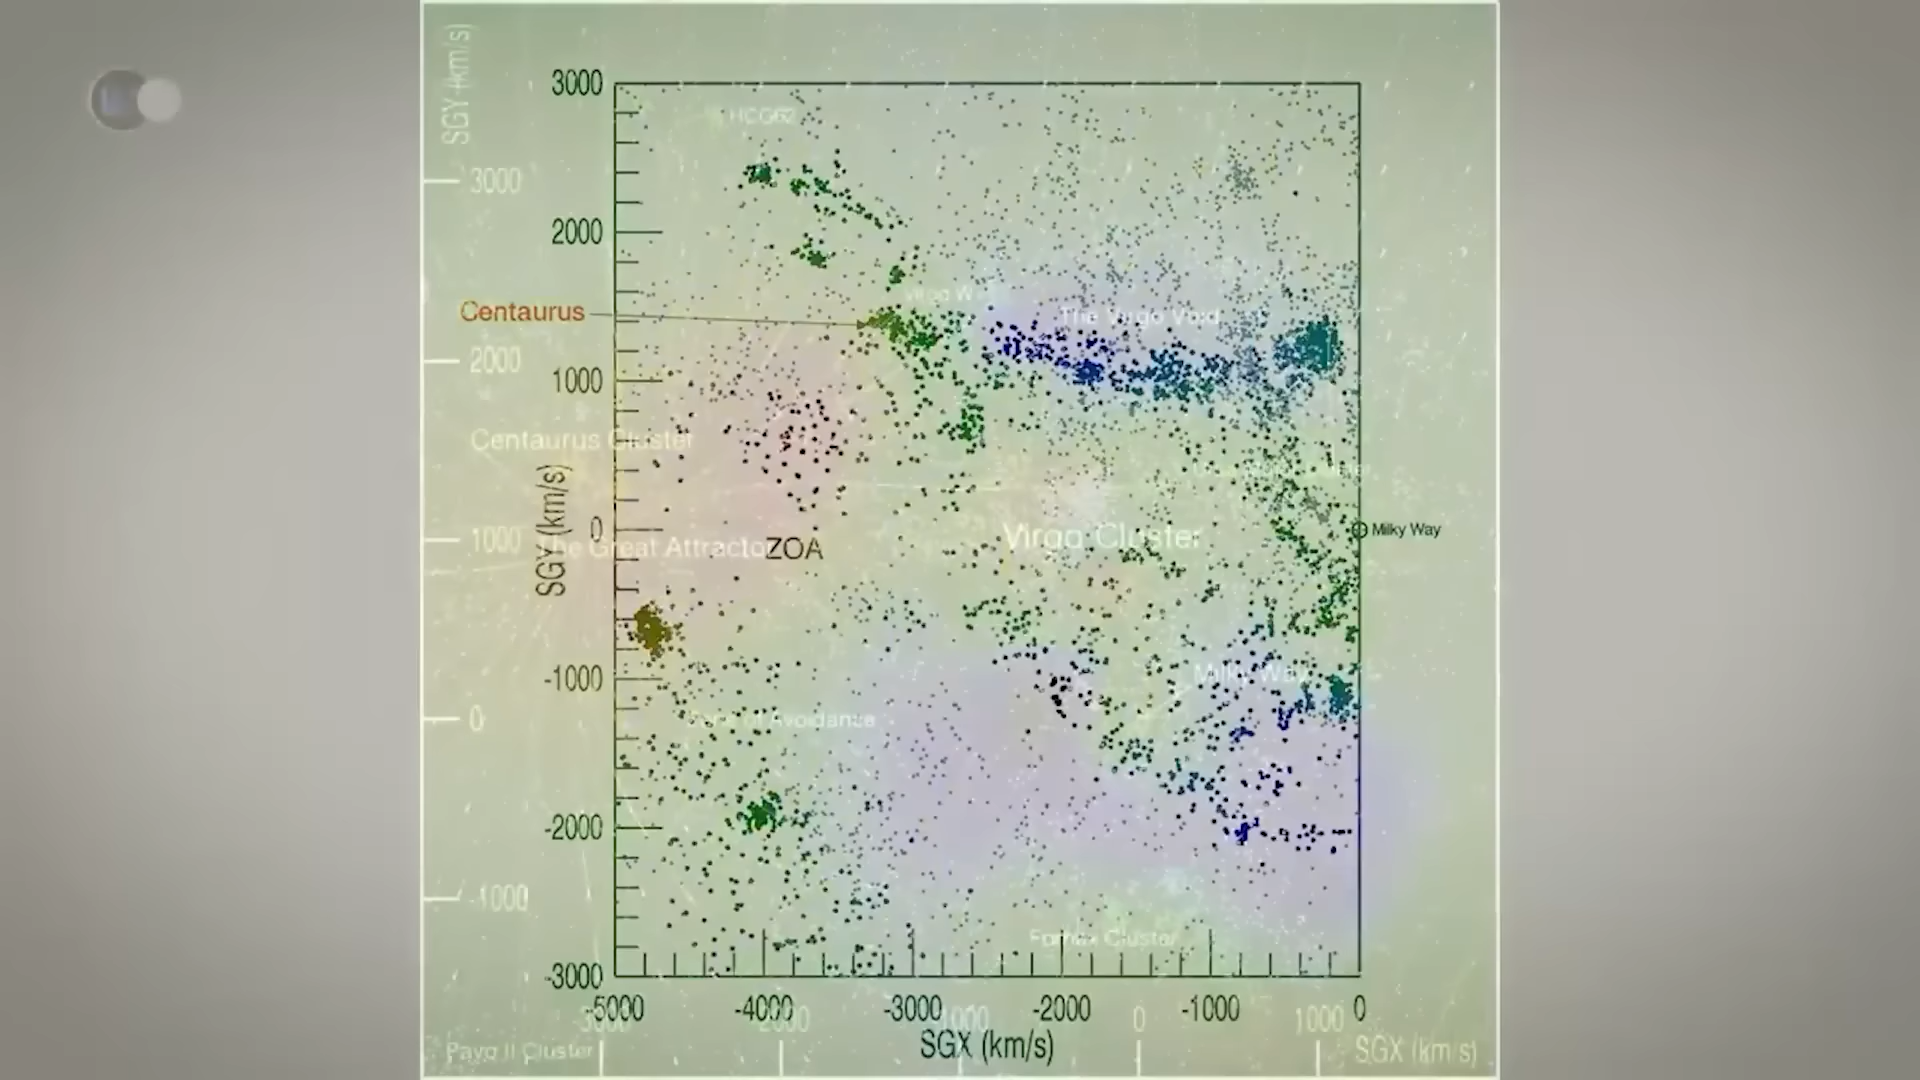 SGY (km/s)
3000
HCG62
3000
2000
Centaurus
The Virgo Void
2000
1000
Centaurus Cluster
SGY (km/s)
0
Milky Way
1000
The Great Attractor
ZOA
Virgo Cluster
-1000
Milky Way
0
Zone of Avoidance
-2000
-1000
Fornax Cluster
-3000
-5000 -4000 -3000 -2000 -1000 0
-3000 -2000 -1000 0 1000
SGX (km/s)
Pavo II Cluster
SGX (km/s)